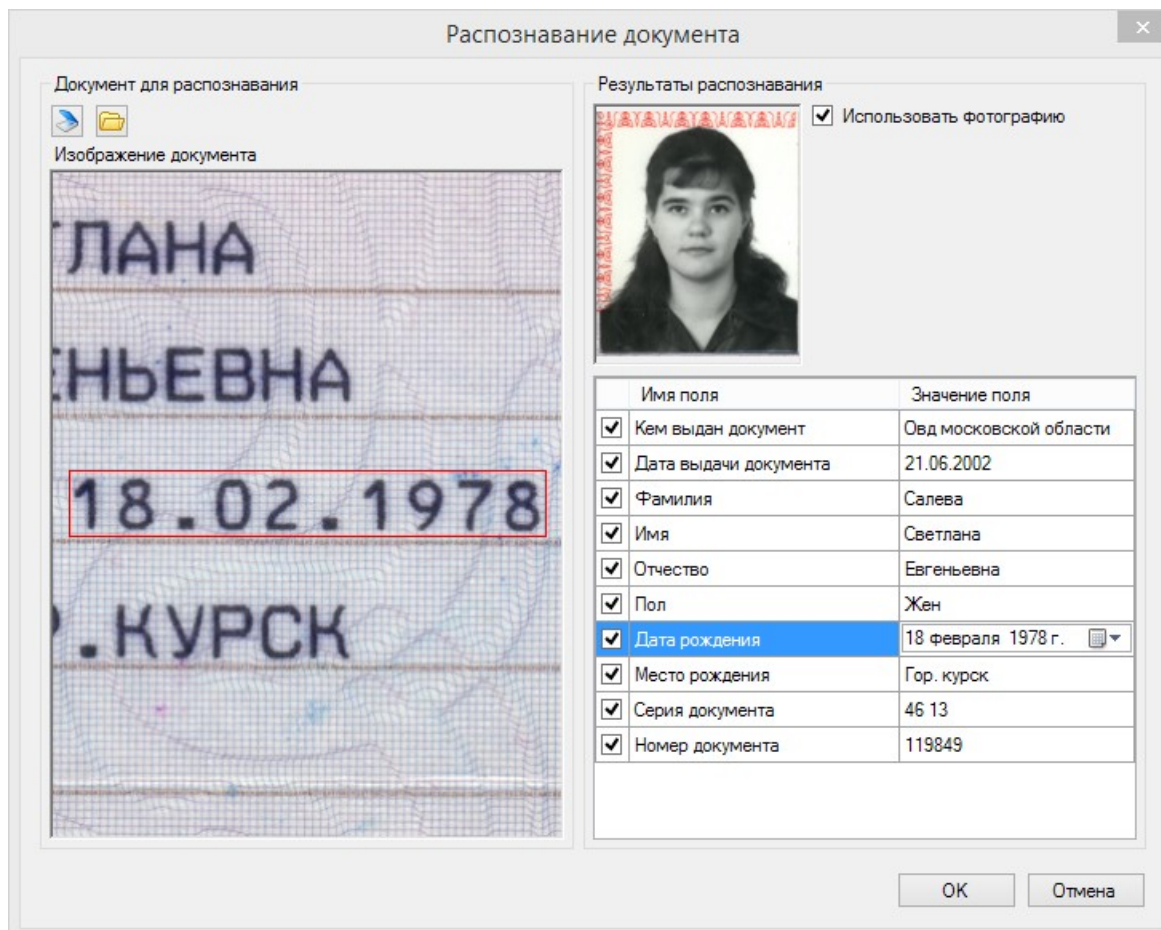 Распознавание документа
Документ для распознавания
Изображение документа
ТЛАНА
ЕНЬЕВНА
18.02.1978
Р.КУРСК
Результаты распознавания
Использовать фотографию
Имя поля Значение поля
Кем выдан документ Овд московской области
Дата выдачи документа 21.06.2002
Фамилия Салева
Имя Светлана
Отчество Евгеньевна
Пол Жен
Дата рождения 18 февраля 1978 г.
Место рождения Гор. курск
Серия документа 46 13
Номер документа 119849
OK Отмена